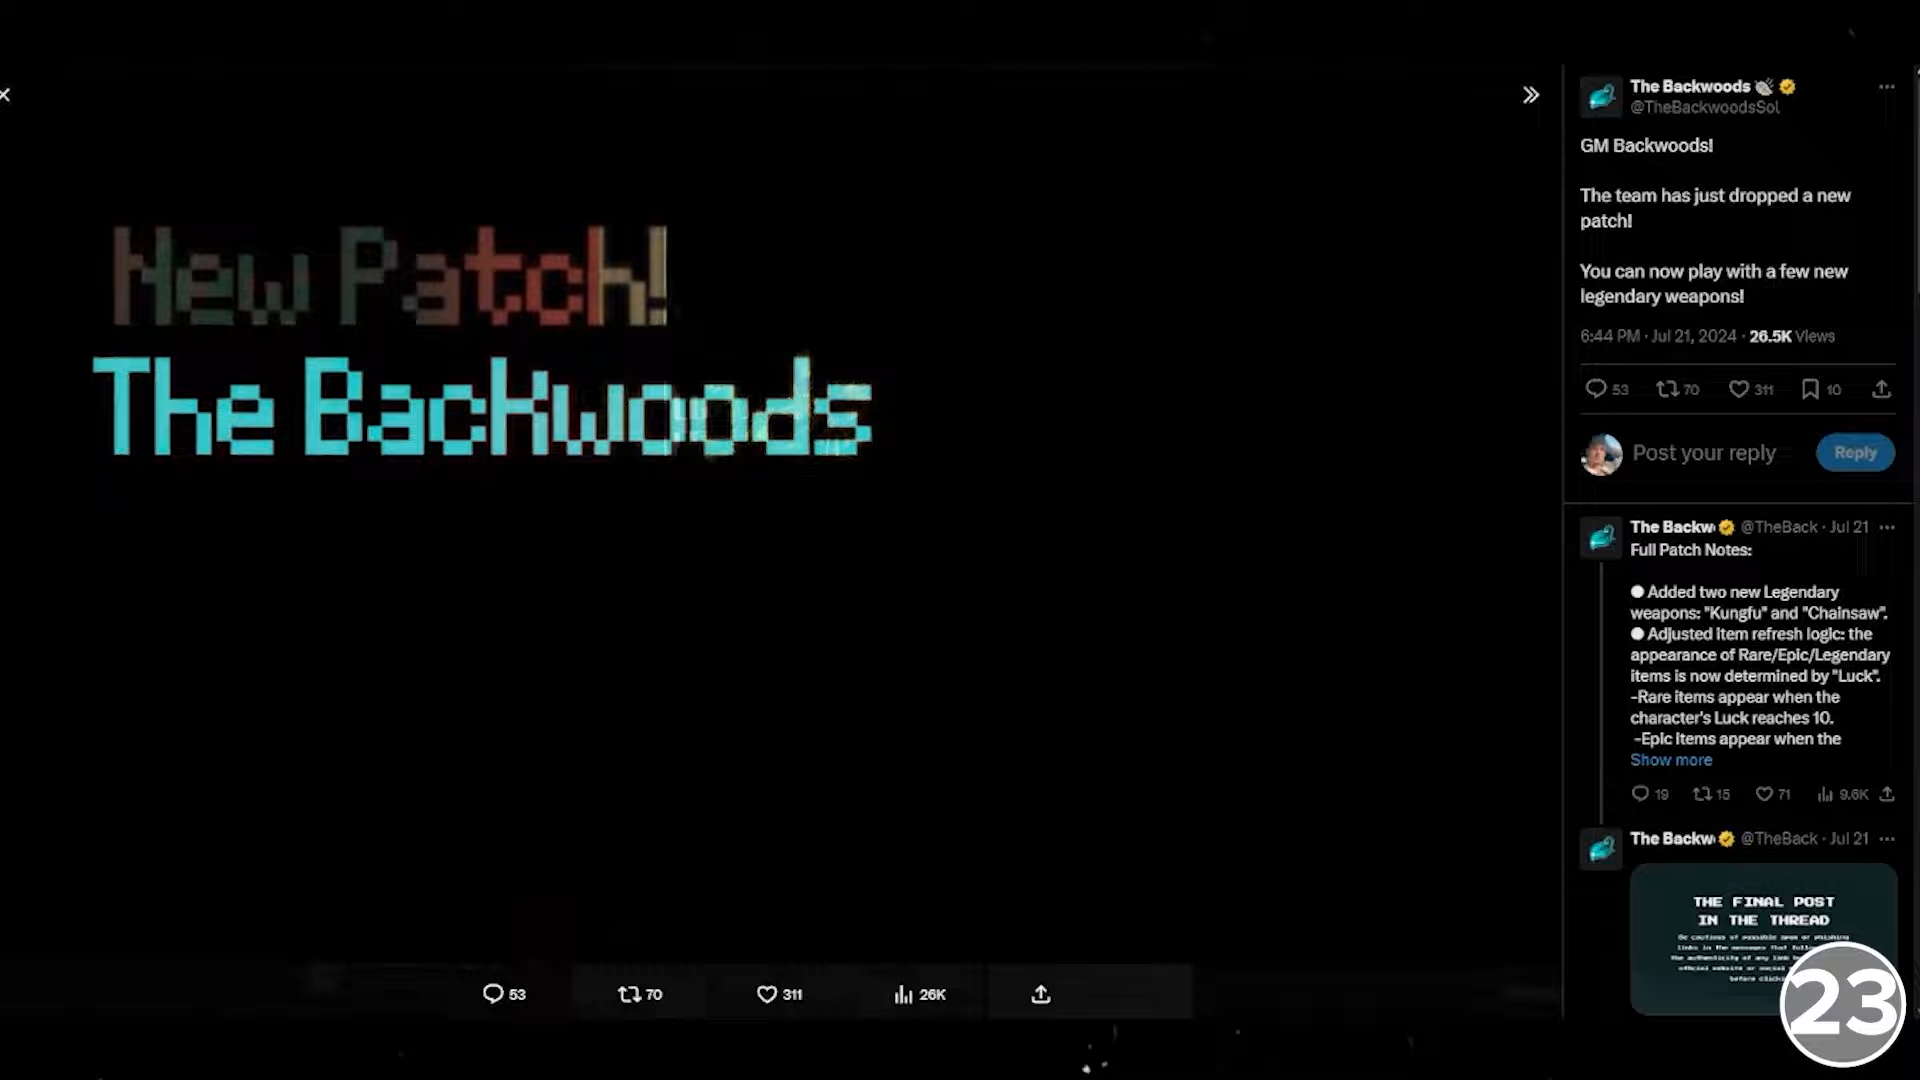 New Patch!
The Backwoods
53
70
311
26K
The Backwoods
@TheBackwoodsSol
GM Backwoods!
The team has just dropped a new
patch!
You can now play with a few new
legendary weapons!
6:44 PM · Jul 21, 2024 · 26.5K Views
53
70
311
10
Post your reply
Reply
The Backw @TheBack · Jul 21
Full Patch Notes:
Added two new Legendary
weapons: "Kungfu" and "Chainsaw".
Adjusted item refresh logic: the
appearance of Rare/Epic/Legendary
items is now determined by "Luck".
-Rare items appear when the
character's Luck reaches 10.
-Epic items appear when the
Show more
19
15
71
9.6K
The Backw @TheBack · Jul 21
THE FINAL POST
IN THE THREAD
23